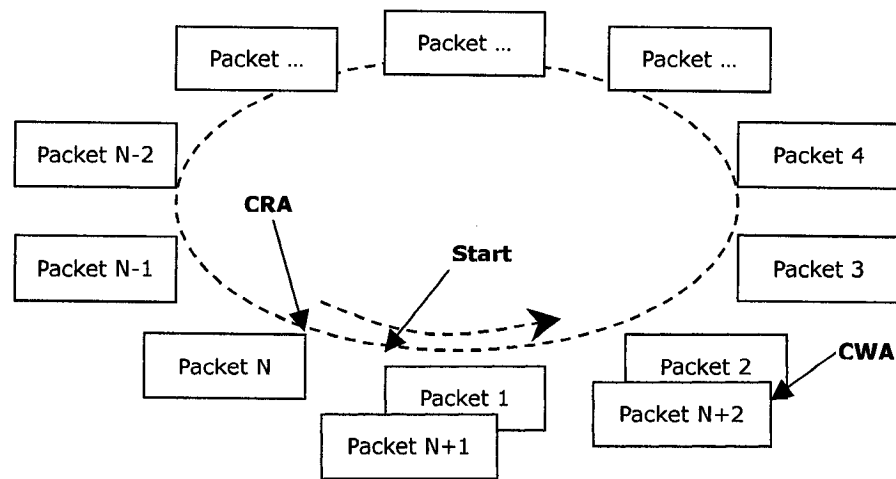 Packet ...
Packet ...
Packet ...
Packet N-2
Packet 4
CRA
Start
Packet N-1
Packet 3
Packet N
Packet 1
Packet 2
CWA
Packet N+1
Packet N+2